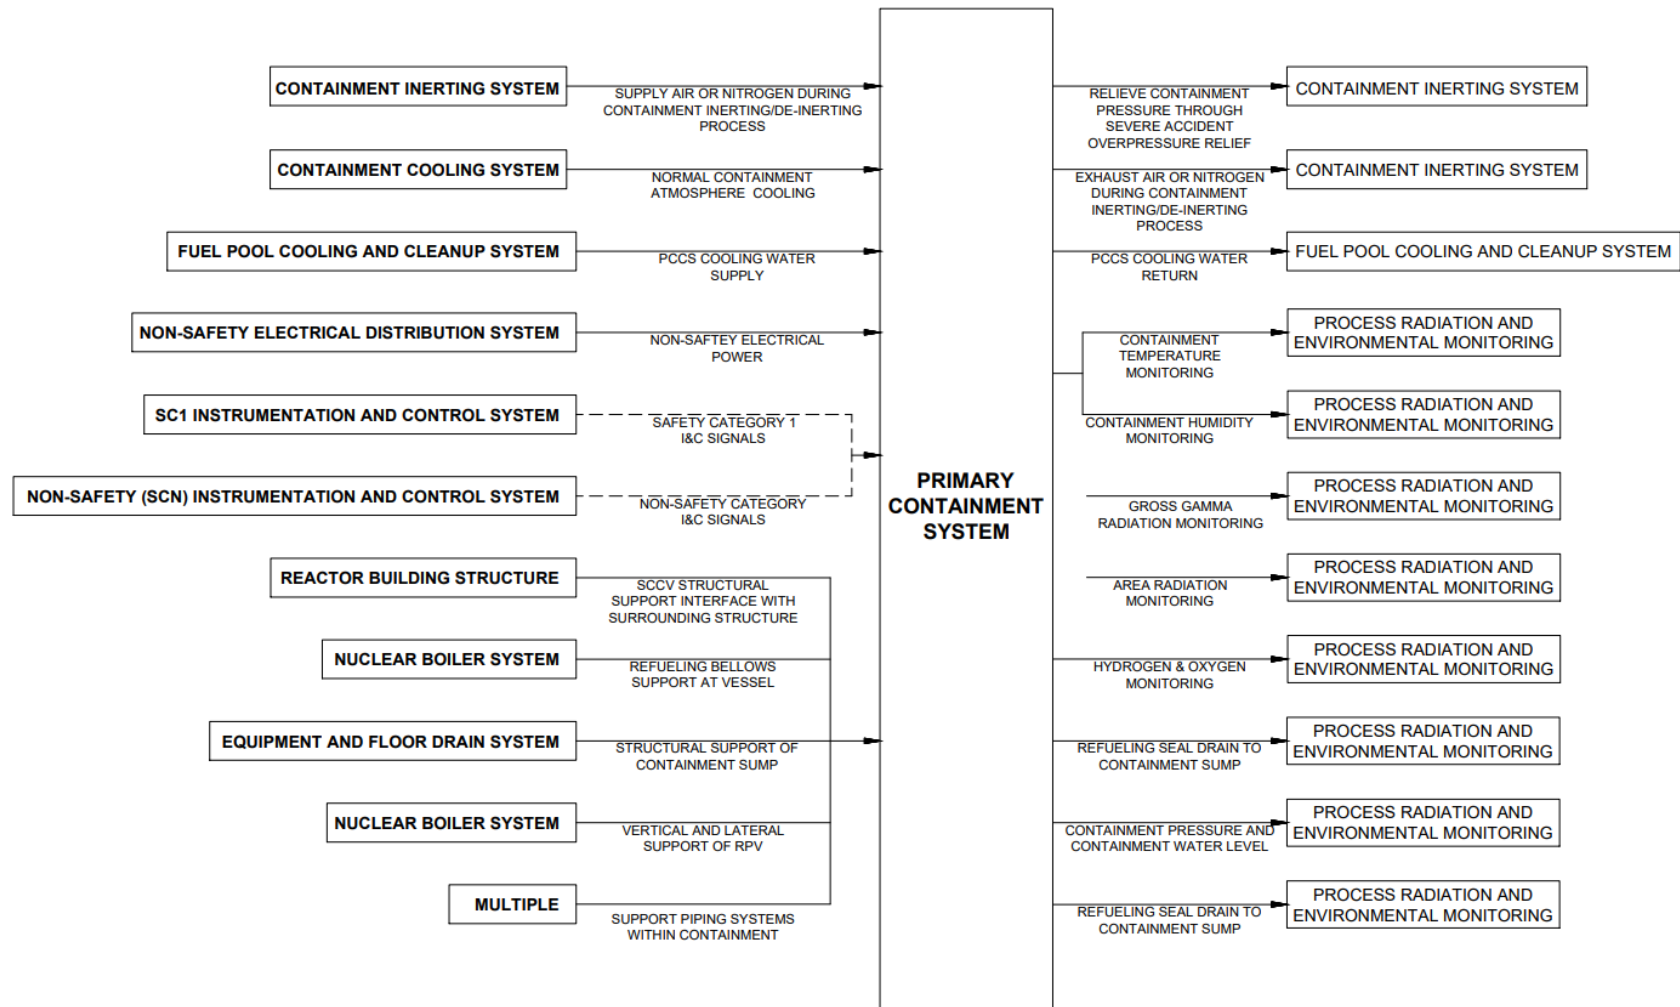 CONTAINMENT INERTING SYSTEM
SUPPLY AIR OR NITROGEN DURING
CONTAINMENT INERTING/DE-INERTING
PROCESS
CONTAINMENT COOLING SYSTEM
NORMAL CONTAINMENT
ATMOSPHERE COOLING
FUEL POOL COOLING AND CLEANUP SYSTEM
PCCS COOLING WATER
SUPPLY
NON-SAFETY ELECTRICAL DISTRIBUTION SYSTEM
NON-SAFTEY ELECTRICAL
POWER
SC1 INSTRUMENTATION AND CONTROL SYSTEM
SAFETY CATEGORY 1
I&C SIGNALS
NON-SAFETY (SCN) INSTRUMENTATION AND CONTROL SYSTEM
NON-SAFETY CATEGORY
I&C SIGNALS
REACTOR BUILDING STRUCTURE
SCCV STRUCTURAL
SUPPORT INTERFACE WITH
SURROUNDING STRUCTURE
NUCLEAR BOILER SYSTEM
REFUELING BELLOWS
SUPPORT AT VESSEL
EQUIPMENT AND FLOOR DRAIN SYSTEM
STRUCTURAL SUPPORT OF
CONTAINMENT SUMP
NUCLEAR BOILER SYSTEM
VERTICAL AND LATERAL
SUPPORT OF RPV
MULTIPLE
SUPPORT PIPING SYSTEMS
WITHIN CONTAINMENT
PRIMARY
CONTAINMENT
SYSTEM
RELIEVE CONTAINMENT
PRESSURE THROUGH
SEVERE ACCIDENT
OVERPRESSURE RELIEF
CONTAINMENT INERTING SYSTEM
EXHAUST AIR OR NITROGEN
DURING CONTAINMENT
INERTING/DE-INERTING
PROCESS
CONTAINMENT INERTING SYSTEM
PCCS COOLING WATER
RETURN
FUEL POOL COOLING AND CLEANUP SYSTEM
CONTAINMENT
TEMPERATURE
MONITORING
PROCESS RADIATION AND
ENVIRONMENTAL MONITORING
CONTAINMENT HUMIDITY
MONITORING
PROCESS RADIATION AND
ENVIRONMENTAL MONITORING
GROSS GAMMA
RADIATION MONITORING
PROCESS RADIATION AND
ENVIRONMENTAL MONITORING
AREA RADIATION
MONITORING
PROCESS RADIATION AND
ENVIRONMENTAL MONITORING
HYDROGEN & OXYGEN
MONITORING
PROCESS RADIATION AND
ENVIRONMENTAL MONITORING
REFUELING SEAL DRAIN TO
CONTAINMENT SUMP
PROCESS RADIATION AND
ENVIRONMENTAL MONITORING
CONTAINMENT PRESSURE AND
CONTAINMENT WATER LEVEL
PROCESS RADIATION AND
ENVIRONMENTAL MONITORING
REFUELING SEAL DRAIN TO
CONTAINMENT SUMP
PROCESS RADIATION AND
ENVIRONMENTAL MONITORING